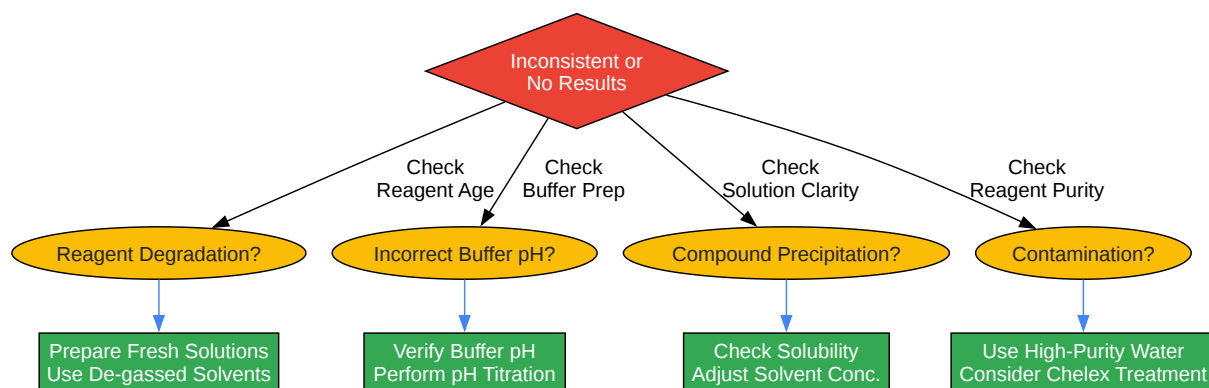 Inconsistent or
No Results
Check
Reagent Age
Check
Buffer Prep
Check
Solution Clarity
Check
Reagent Purity
Reagent Degradation?
Incorrect Buffer pH?
Compound Precipitation?
Contamination?
Prepare Fresh Solutions
Use De-gassed Solvents
Verify Buffer pH
Perform pH Titration
Check Solubility
Adjust Solvent Conc.
Use High-Purity Water
Consider Chelex Treatment